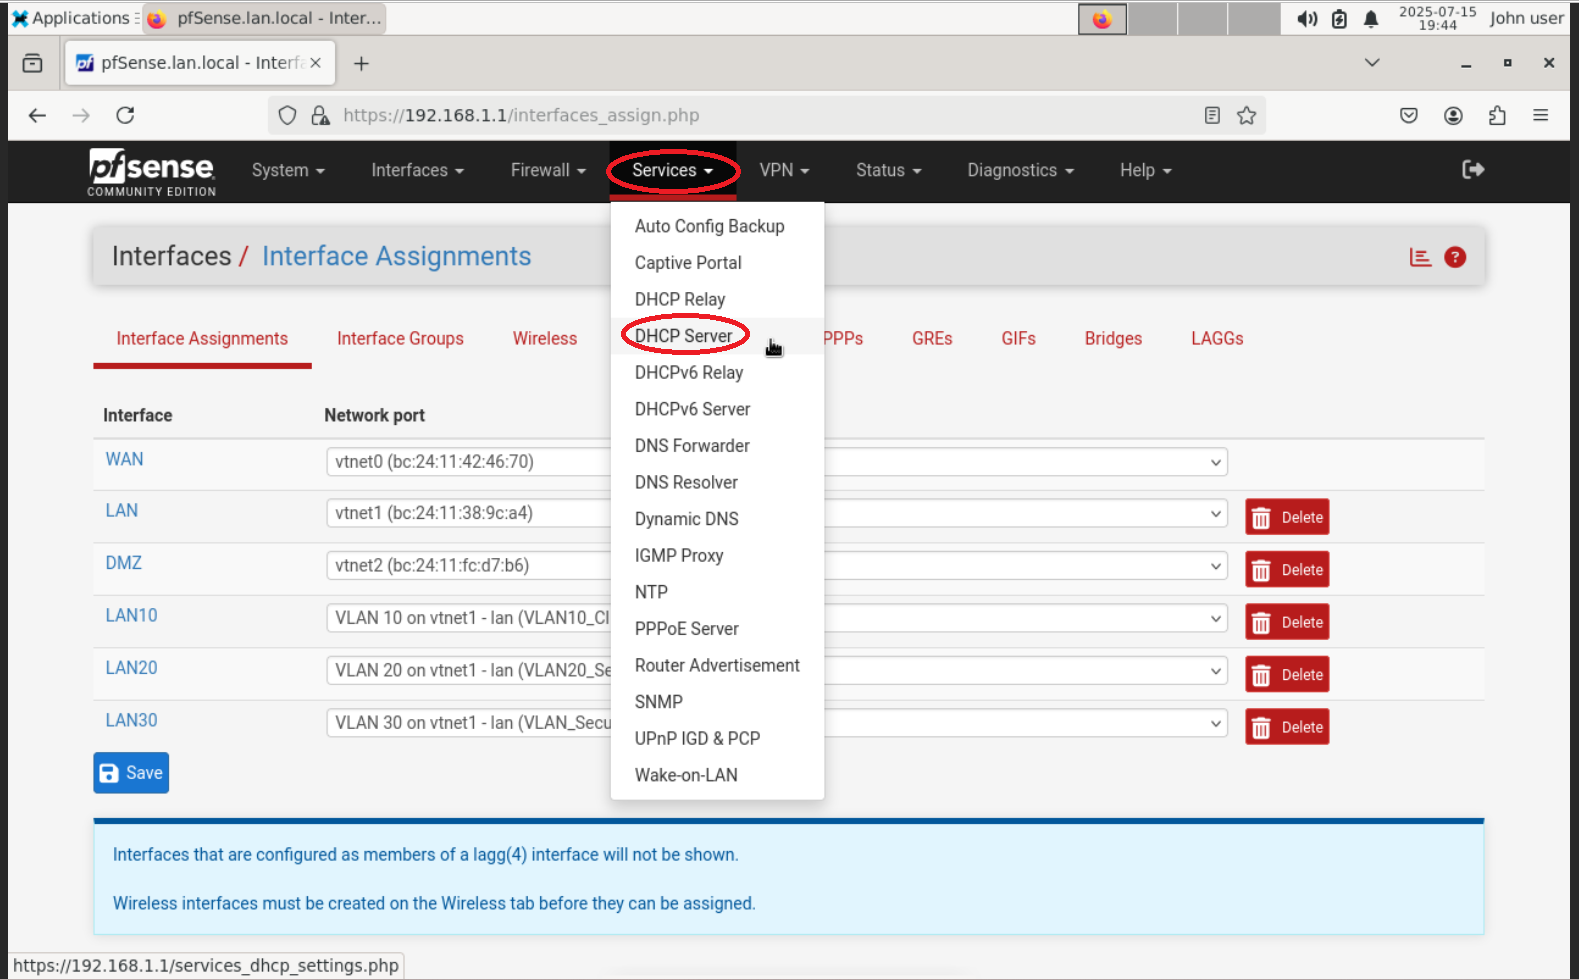 Applications
pfSense.lan.local - Inter...
2025-07-15
19:44
John user
pfSense.lan.local - Interfa
https://192.168.1.1/interfaces_assign.php
pfsense
COMMUNITY EDITION
System
Interfaces
Firewall
Services
VPN
Status
Diagnostics
Help
Interfaces / Interface Assignments
Auto Config Backup
Captive Portal
DHCP Relay
DHCP Server
DHCPv6 Relay
DHCPv6 Server
DNS Forwarder
DNS Resolver
Dynamic DNS
IGMP Proxy
NTP
PPPoE Server
Router Advertisement
SNMP
UPnP IGD & PCP
Wake-on-LAN
Interface Assignments
Interface Groups
Wireless
PPPs
GREs
GIFs
Bridges
LAGGs
Interface
Network port
WAN
vtnet0 (bc:24:11:42:46:70)
LAN
vtnet1 (bc:24:11:38:9c:a4)
Delete
DMZ
vtnet2 (bc:24:11:fc:d7:b6)
Delete
LAN10
VLAN 10 on vtnet1 - lan (VLAN10_Cl
Delete
LAN20
VLAN 20 on vtnet1 - lan (VLAN20_Se
Delete
LAN30
VLAN 30 on vtnet1 - lan (VLAN_Secu
Delete
Save
Interfaces that are configured as members of a lagg(4) interface will not be shown.
Wireless interfaces must be created on the Wireless tab before they can be assigned.
https://192.168.1.1/services_dhcp_settings.php